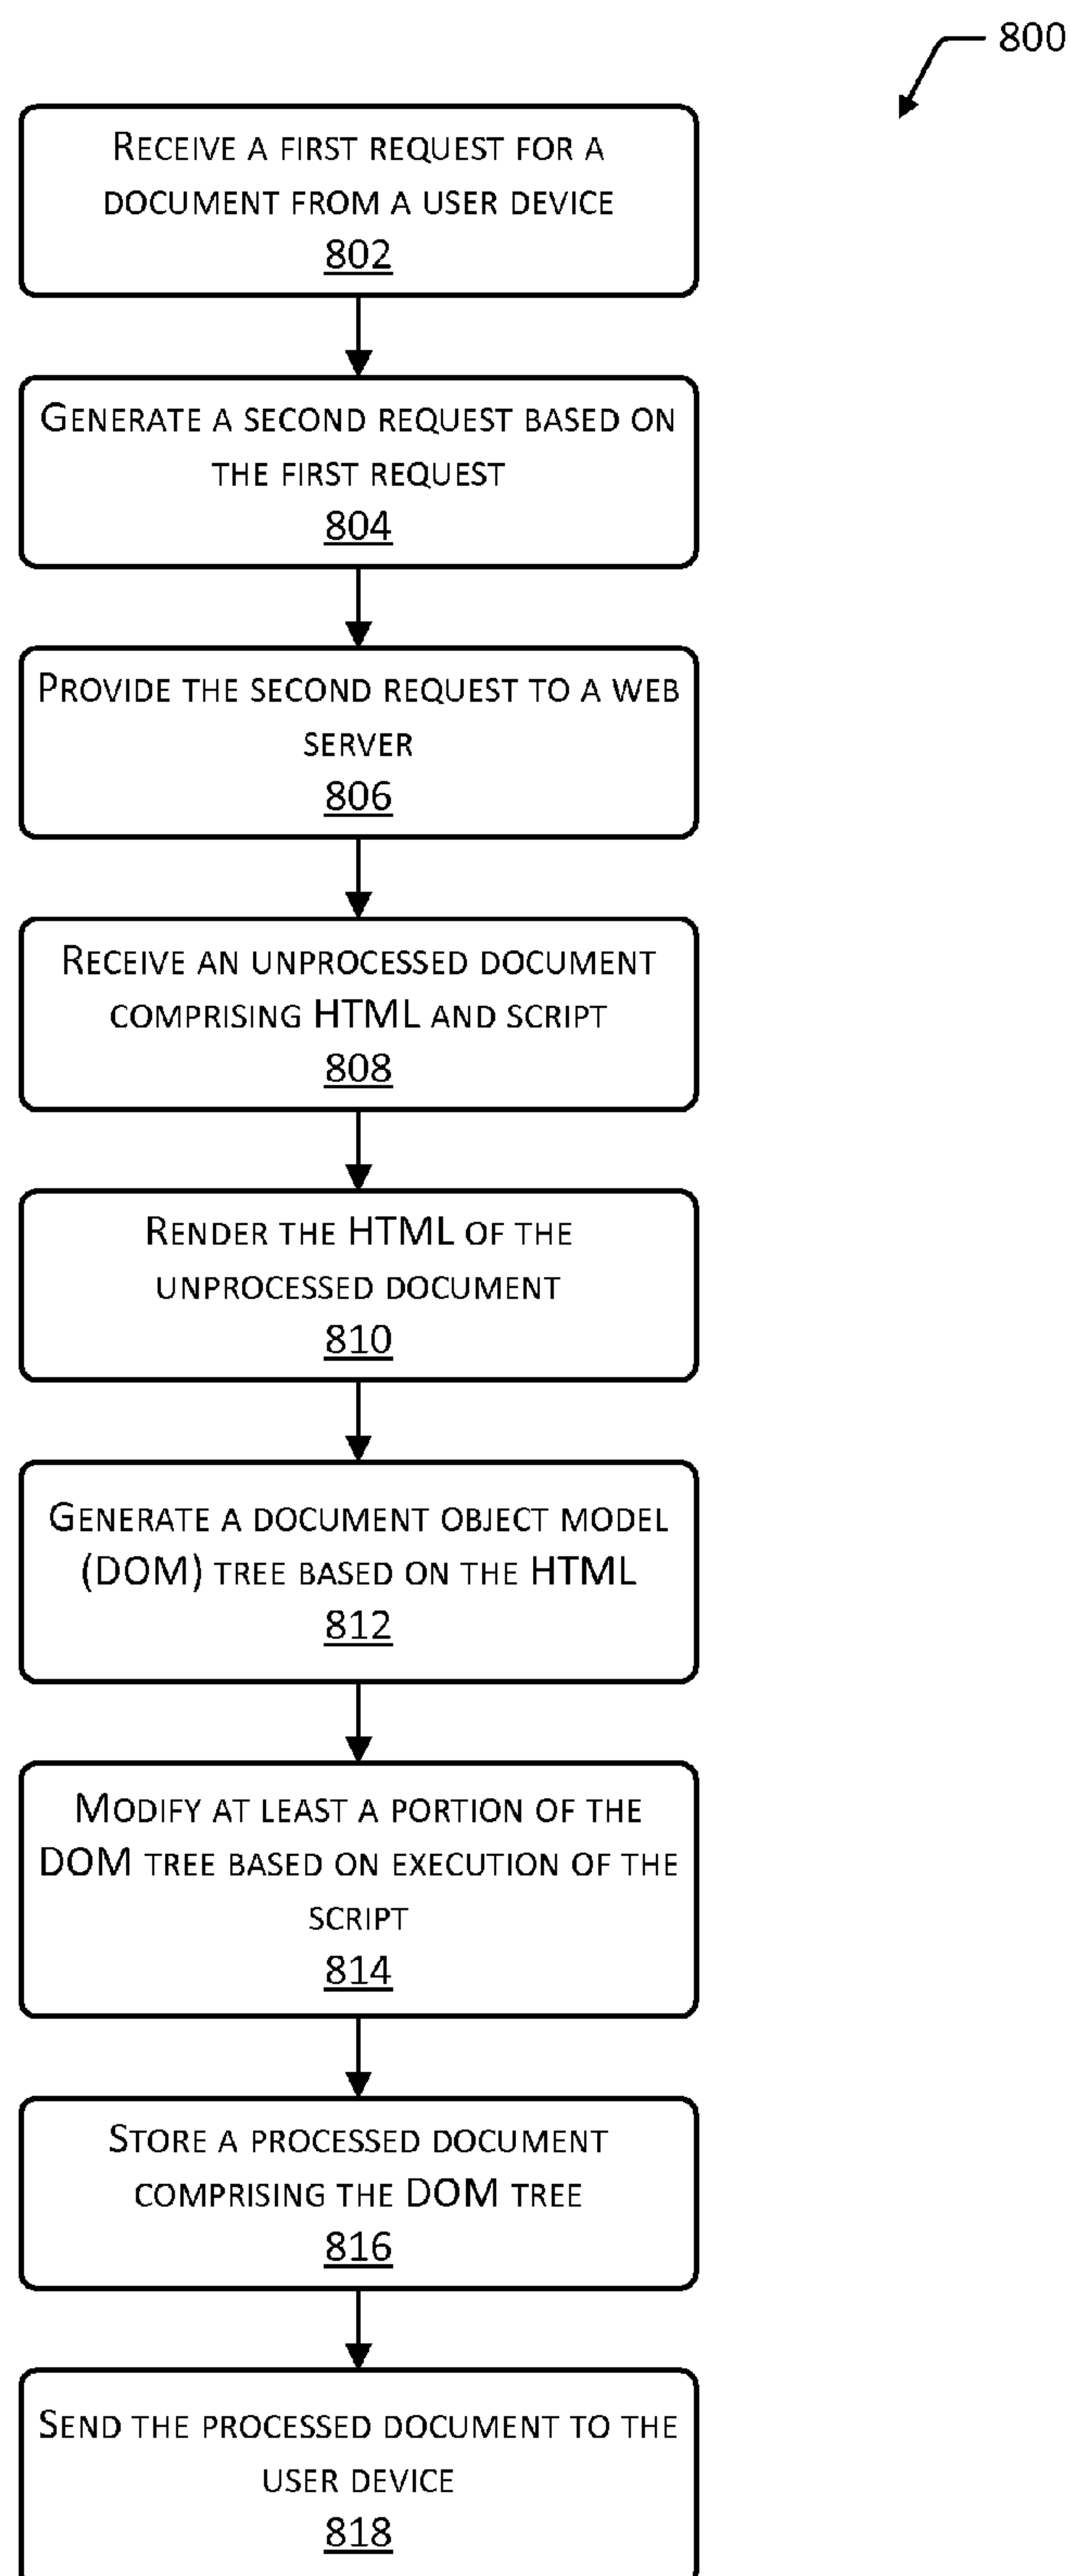 800
Receive a first request for a
document from a user device
802
Generate a second request based on
the first request
804
Provide the second request to a web
server
806
Receive an unprocessed document
comprising HTML and script
808
Render the HTML of the
unprocessed document
810
Generate a document object model
(DOM) tree based on the HTML
812
Modify at least a portion of the
DOM tree based on execution of the
script
814
Store a processed document
comprising the DOM tree
816
Send the processed document to the
user device
818